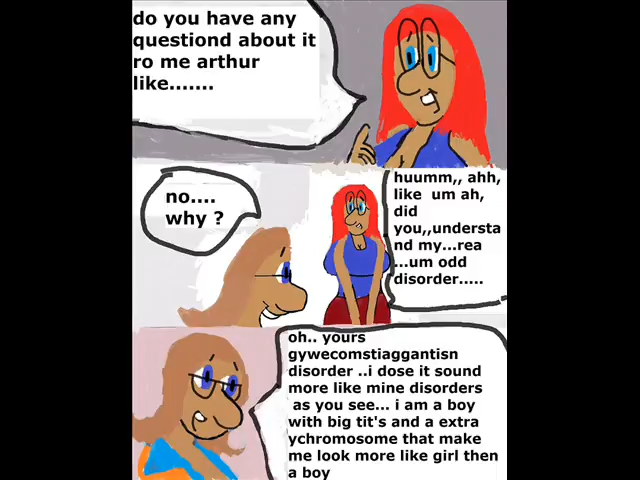 do you have any
questiond about it
ro me arthur
like.......
no....
why ?
huumm,, ahh,
like um ah,
did
you,,understa
nd my...rea
...um odd
disorder.....
oh.. yours
gywecomstiaggantisn
disorder ..i dose it sound
more like mine disorders
as you see... i am a boy
with big tit's and a extra
ychromosome that make
me look more like girl then
a boy